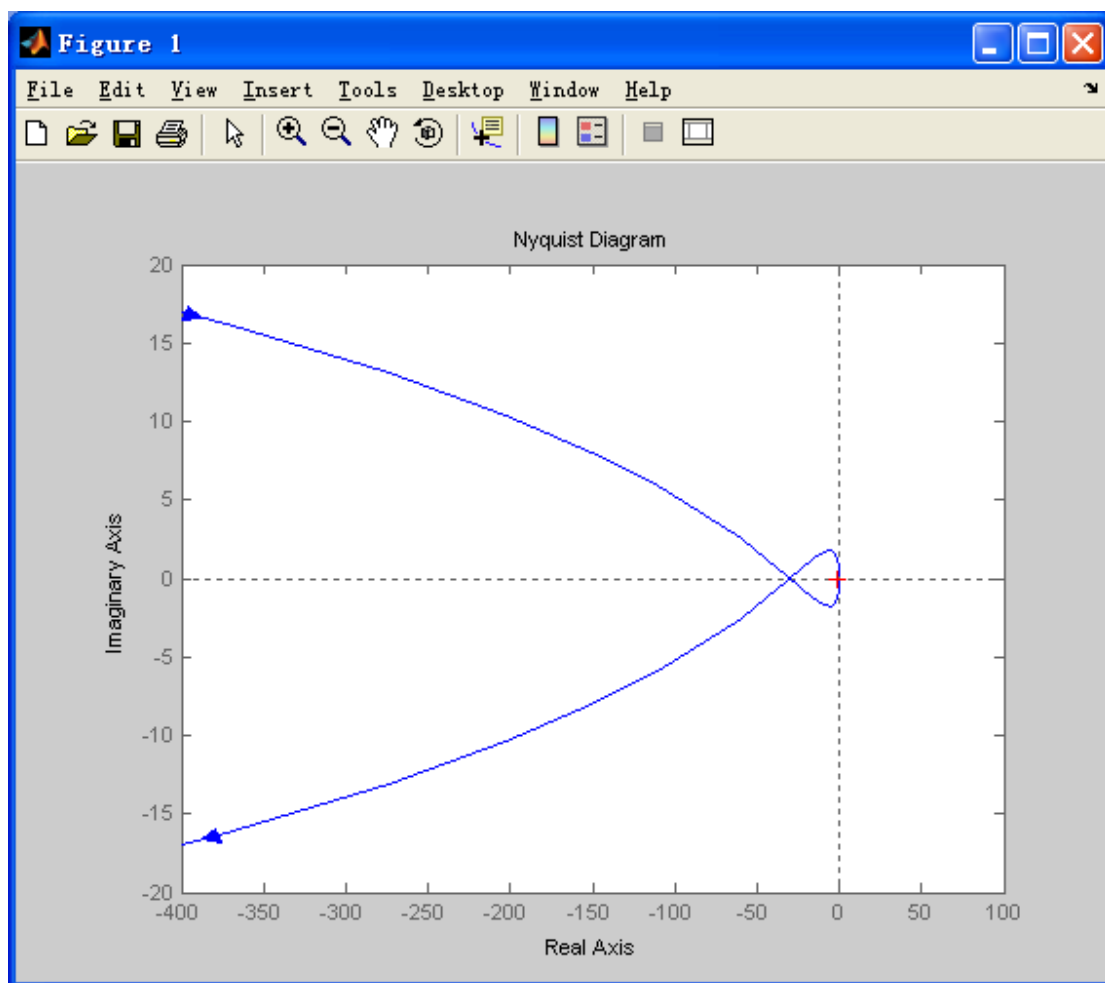 Figure 1
File Edit View Insert Tools Desktop Window Help
Nyquist Diagram
20
15
10
5
0
-5
-10
-15
-20
Imaginary Axis
-400 -350 -300 -250 -200 -150 -100 -50 0 50 100
Real Axis